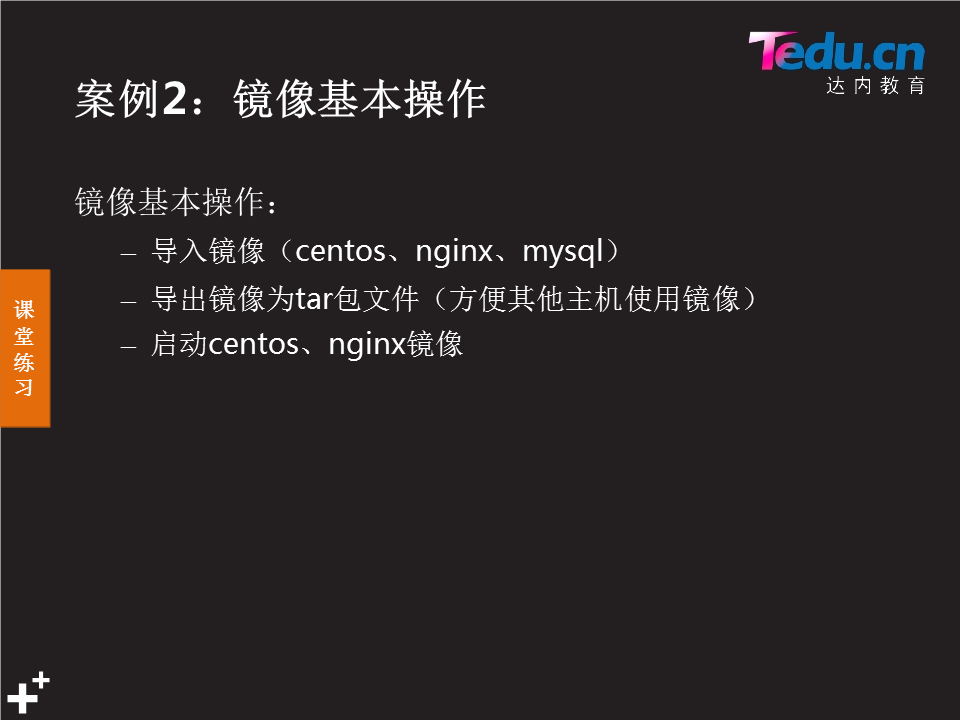 Tedu.cn
达内教育
案例2：镜像基本操作
镜像基本操作：
– 导入镜像（centos、nginx、mysql）
– 导出镜像为tar包文件（方便其他主机使用镜像）
– 启动centos、nginx镜像
课
堂
练
习